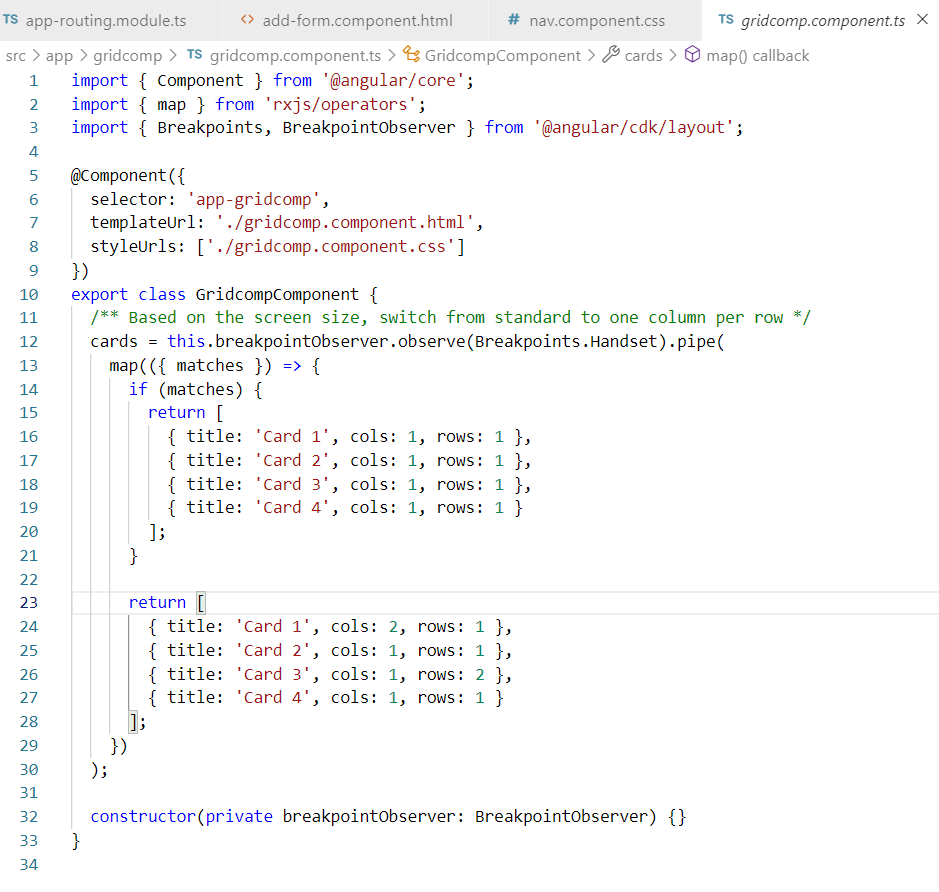 TS app-routing.module.ts <> add-form.component.html # nav.component.css TS gridcomp.component.ts ×
src > app > gridcomp > TS gridcomp.component.ts > GridcompComponent > cards > map() callback
1 import { Component } from '@angular/core';
2 import { map } from 'rxjs/operators';
3 import { Breakpoints, BreakpointObserver } from '@angular/cdk/layout';
4
5 @Component({
6   selector: 'app-gridcomp',
7   templateUrl: './gridcomp.component.html',
8   styleUrls: ['./gridcomp.component.css']
9 })
10 export class GridcompComponent {
11   /** Based on the screen size, switch from standard to one column per row */
12   cards = this.breakpointObserver.observe(Breakpoints.Handset).pipe(
13     map(({ matches }) => {
14       if (matches) {
15         return [
16           { title: 'Card 1', cols: 1, rows: 1 },
17           { title: 'Card 2', cols: 1, rows: 1 },
18           { title: 'Card 3', cols: 1, rows: 1 },
19           { title: 'Card 4', cols: 1, rows: 1 }
20         ];
21       }
22
23       return [
24         { title: 'Card 1', cols: 2, rows: 1 },
25         { title: 'Card 2', cols: 1, rows: 1 },
26         { title: 'Card 3', cols: 1, rows: 2 },
27         { title: 'Card 4', cols: 1, rows: 1 }
28       ];
29     })
30   );
31
32   constructor(private breakpointObserver: BreakpointObserver) {}
33 }
34